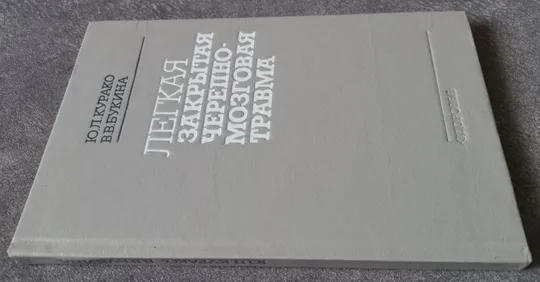 Ю.Л.КУРАКО
В.В.БУКИНА
ЛЕГКАЯ
ЗАКРЫТАЯ
ЧЕРЕПНО-
МОЗГОВАЯ
ТРАВМА